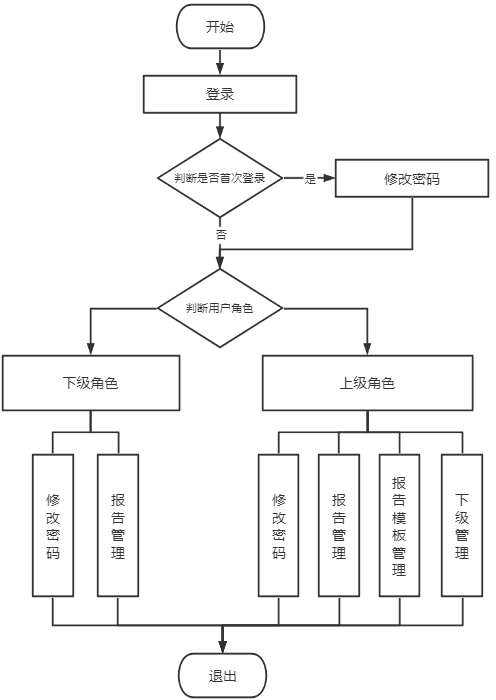 开始
登录
判断是否首次登录
是
修改密码
否
判断用户角色
下级角色
上级角色
修改密码
报告管理
修改密码
报告管理
报告模板管理
下级管理
退出